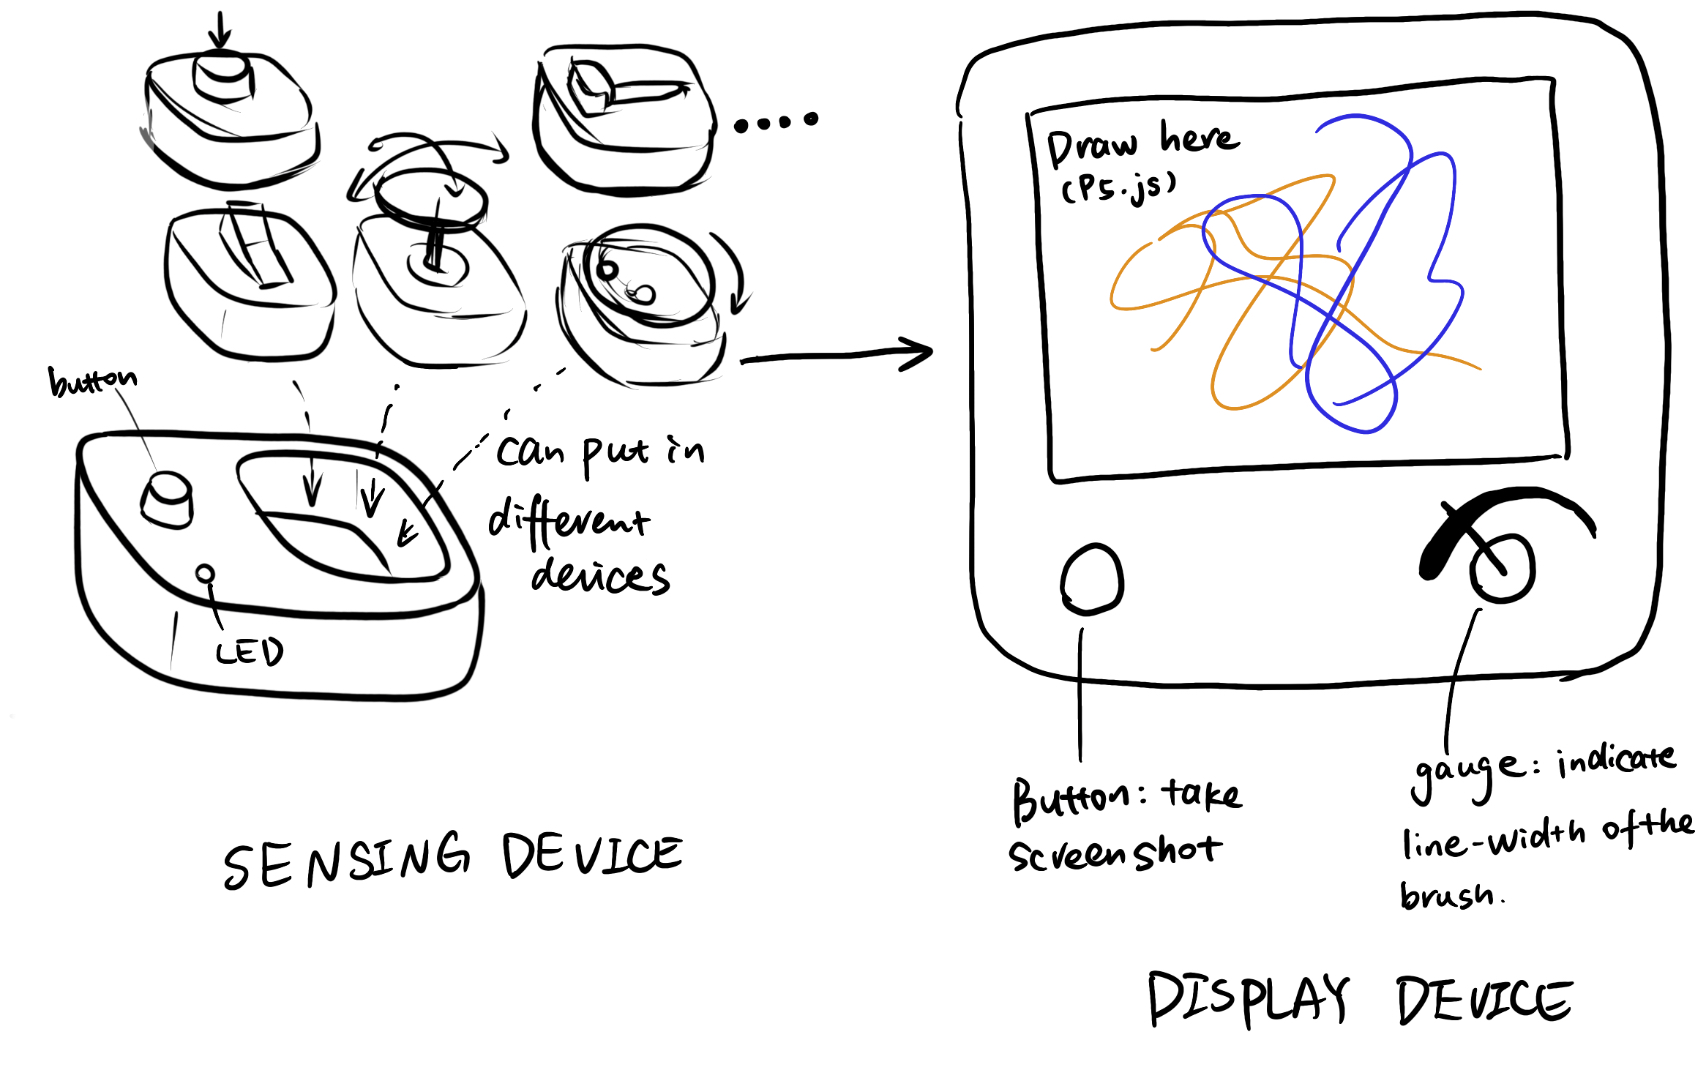 button
LED
can put in
different
devices
SENSING DEVICE
Draw here
(P5.js)
Button: take
screenshot
gauge: indicate
line-width of the
brush.
DISPLAY DEVICE